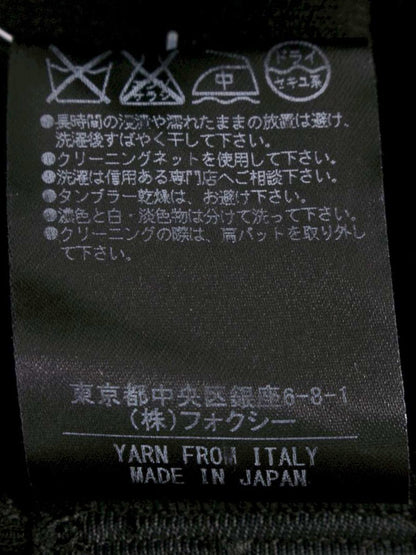 エンソサラシ
中
ドライ
セキユ系
●長時間の浸漬や濡れたままの放置は避け、
洗濯後すばやく干して下さい。
●クリーニングネットを使用して下さい。
●洗濯は信用ある専門店へご相談下さい。
●タンブラー乾燥は、お避け下さい。
●濃色と白・淡色物は分けて洗って下さい。
●クリーニングの際は、肩パットを取り外し
て下さい。
東京都中央区銀座6-8-1
(株)フォクシー
YARN FROM ITALY
MADE IN JAPAN